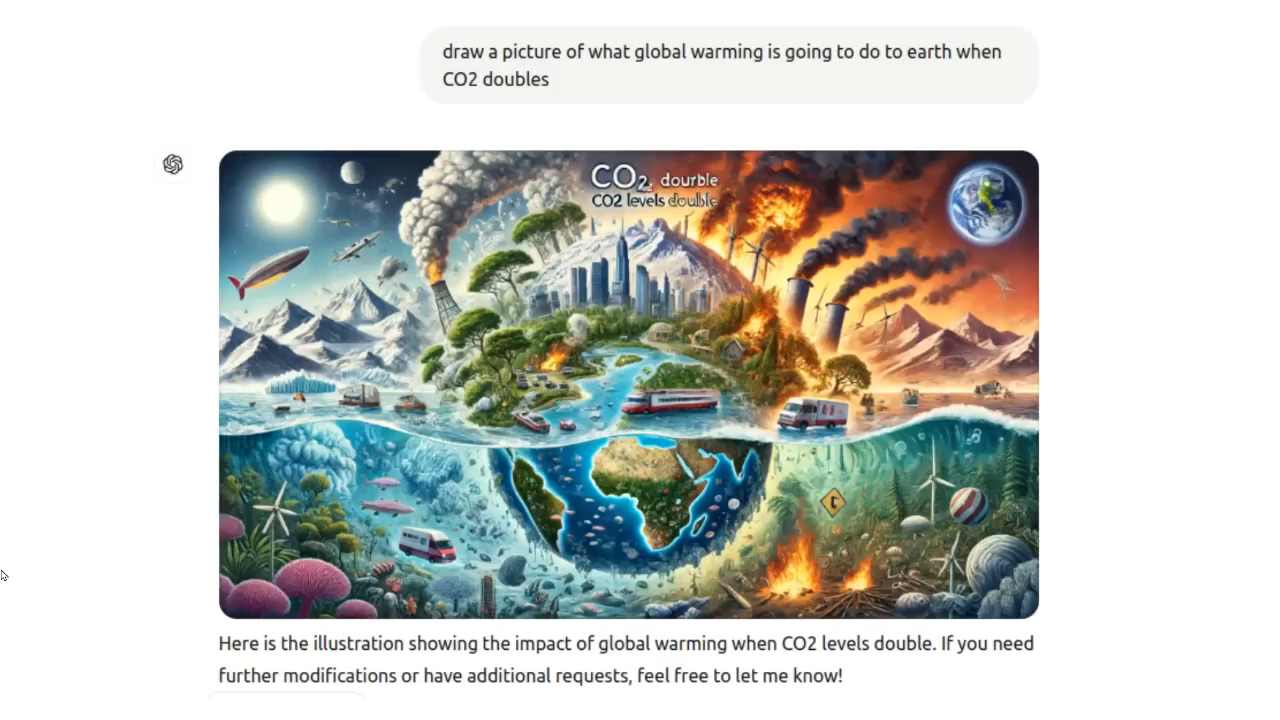 draw a picture of what global warming is going to do to earth when
CO2 doubles
CO2 dourble
CO2 levels double
Here is the illustration showing the impact of global warming when CO2 levels double. If you need
further modifications or have additional requests, feel free to let me know!